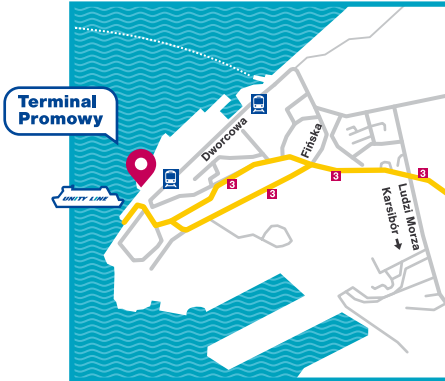 Terminal
Promowy
Dworcowa
Fińska
UNITY LINE
3
3
3
3
Ludzi Morza
Karsibór